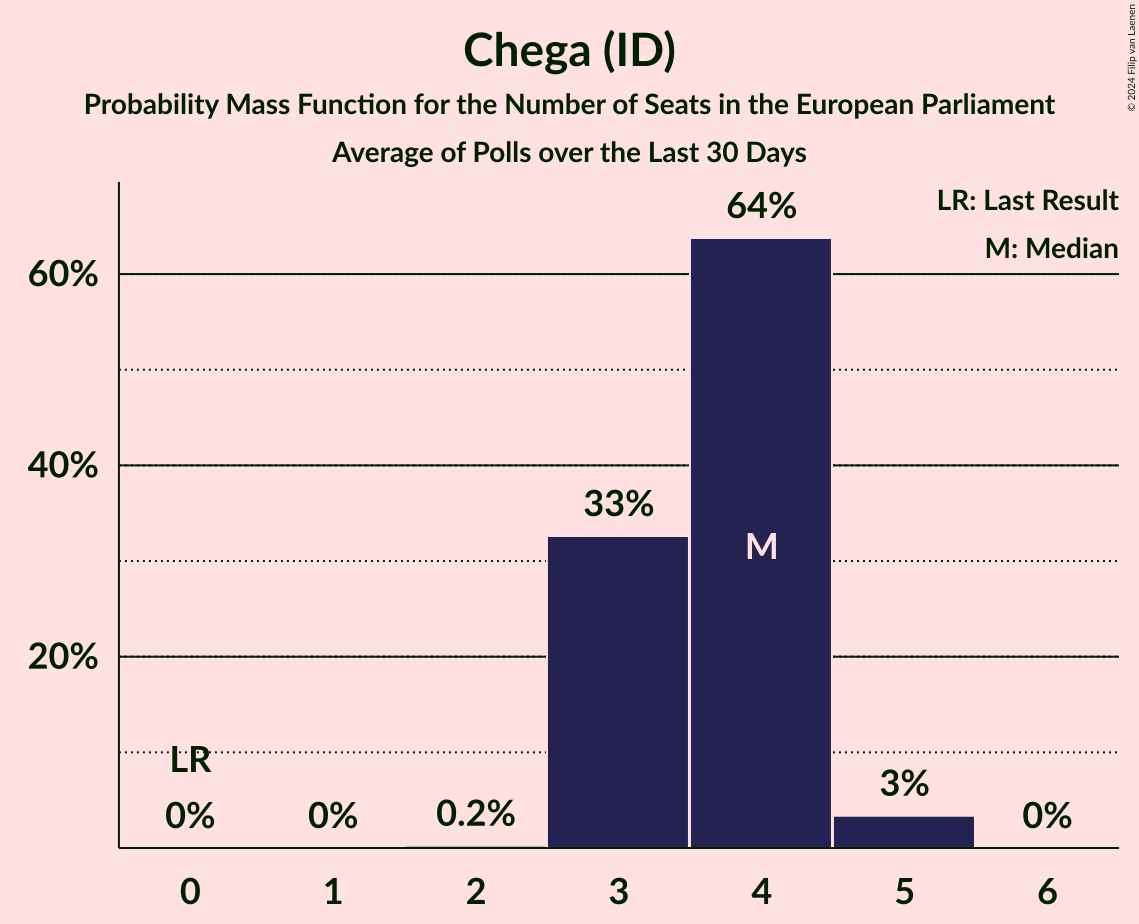 Chega (ID)
Probability Mass Function for the Number of Seats in the European Parliament
Average of Polls over the Last 30 Days
© 2024 Filip van Laenen
LR: Last Result
M: Median
64%
60%
40%
33%
M
20%
LR
0%
0%
0.2%
3%
0%
0
1
2
3
4
5
6